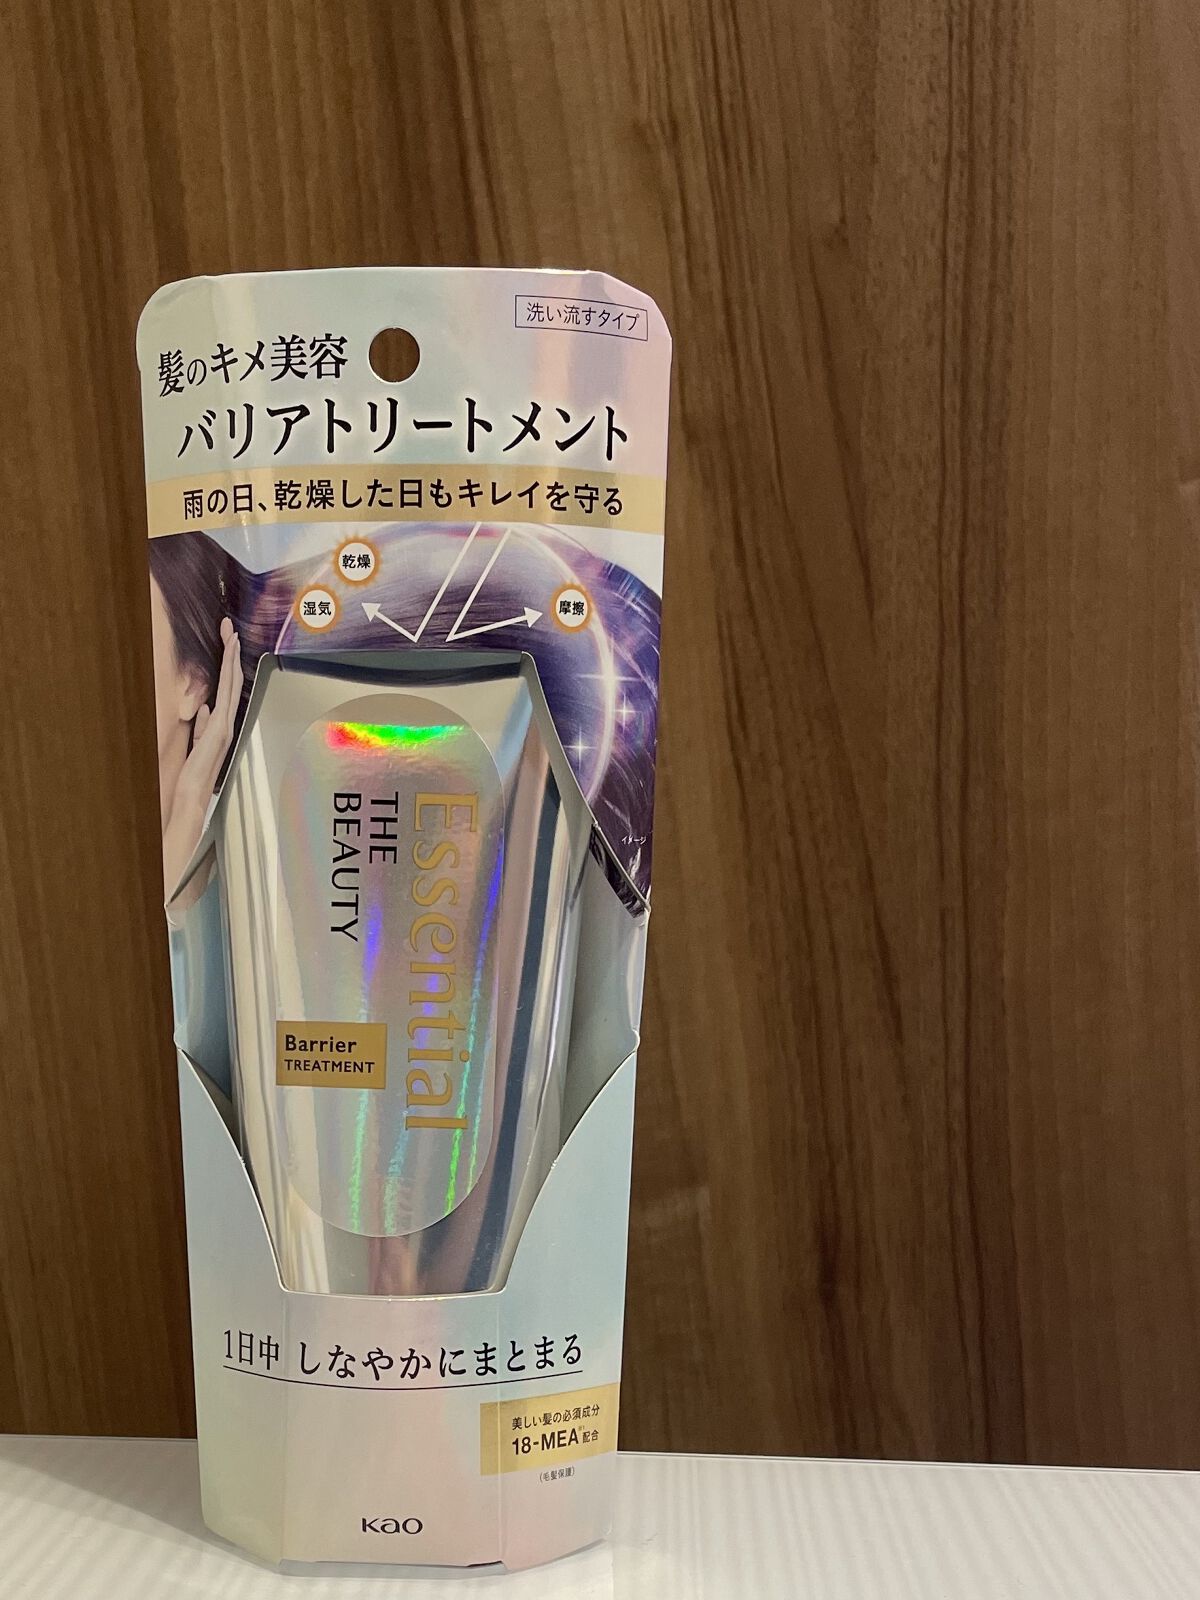 洗い流すタイプ
髪のキメ美容
バリアトリートメント
雨の日、乾燥した日もキレイを守る
乾燥
湿気
摩擦
イメージ
Essential
THE
BEAUTY
Barrier
TREATMENT
1日中 しなやかにまとまる
美しい髪の必須成分
18-MEA※1配合
(毛髪保護)
Kao